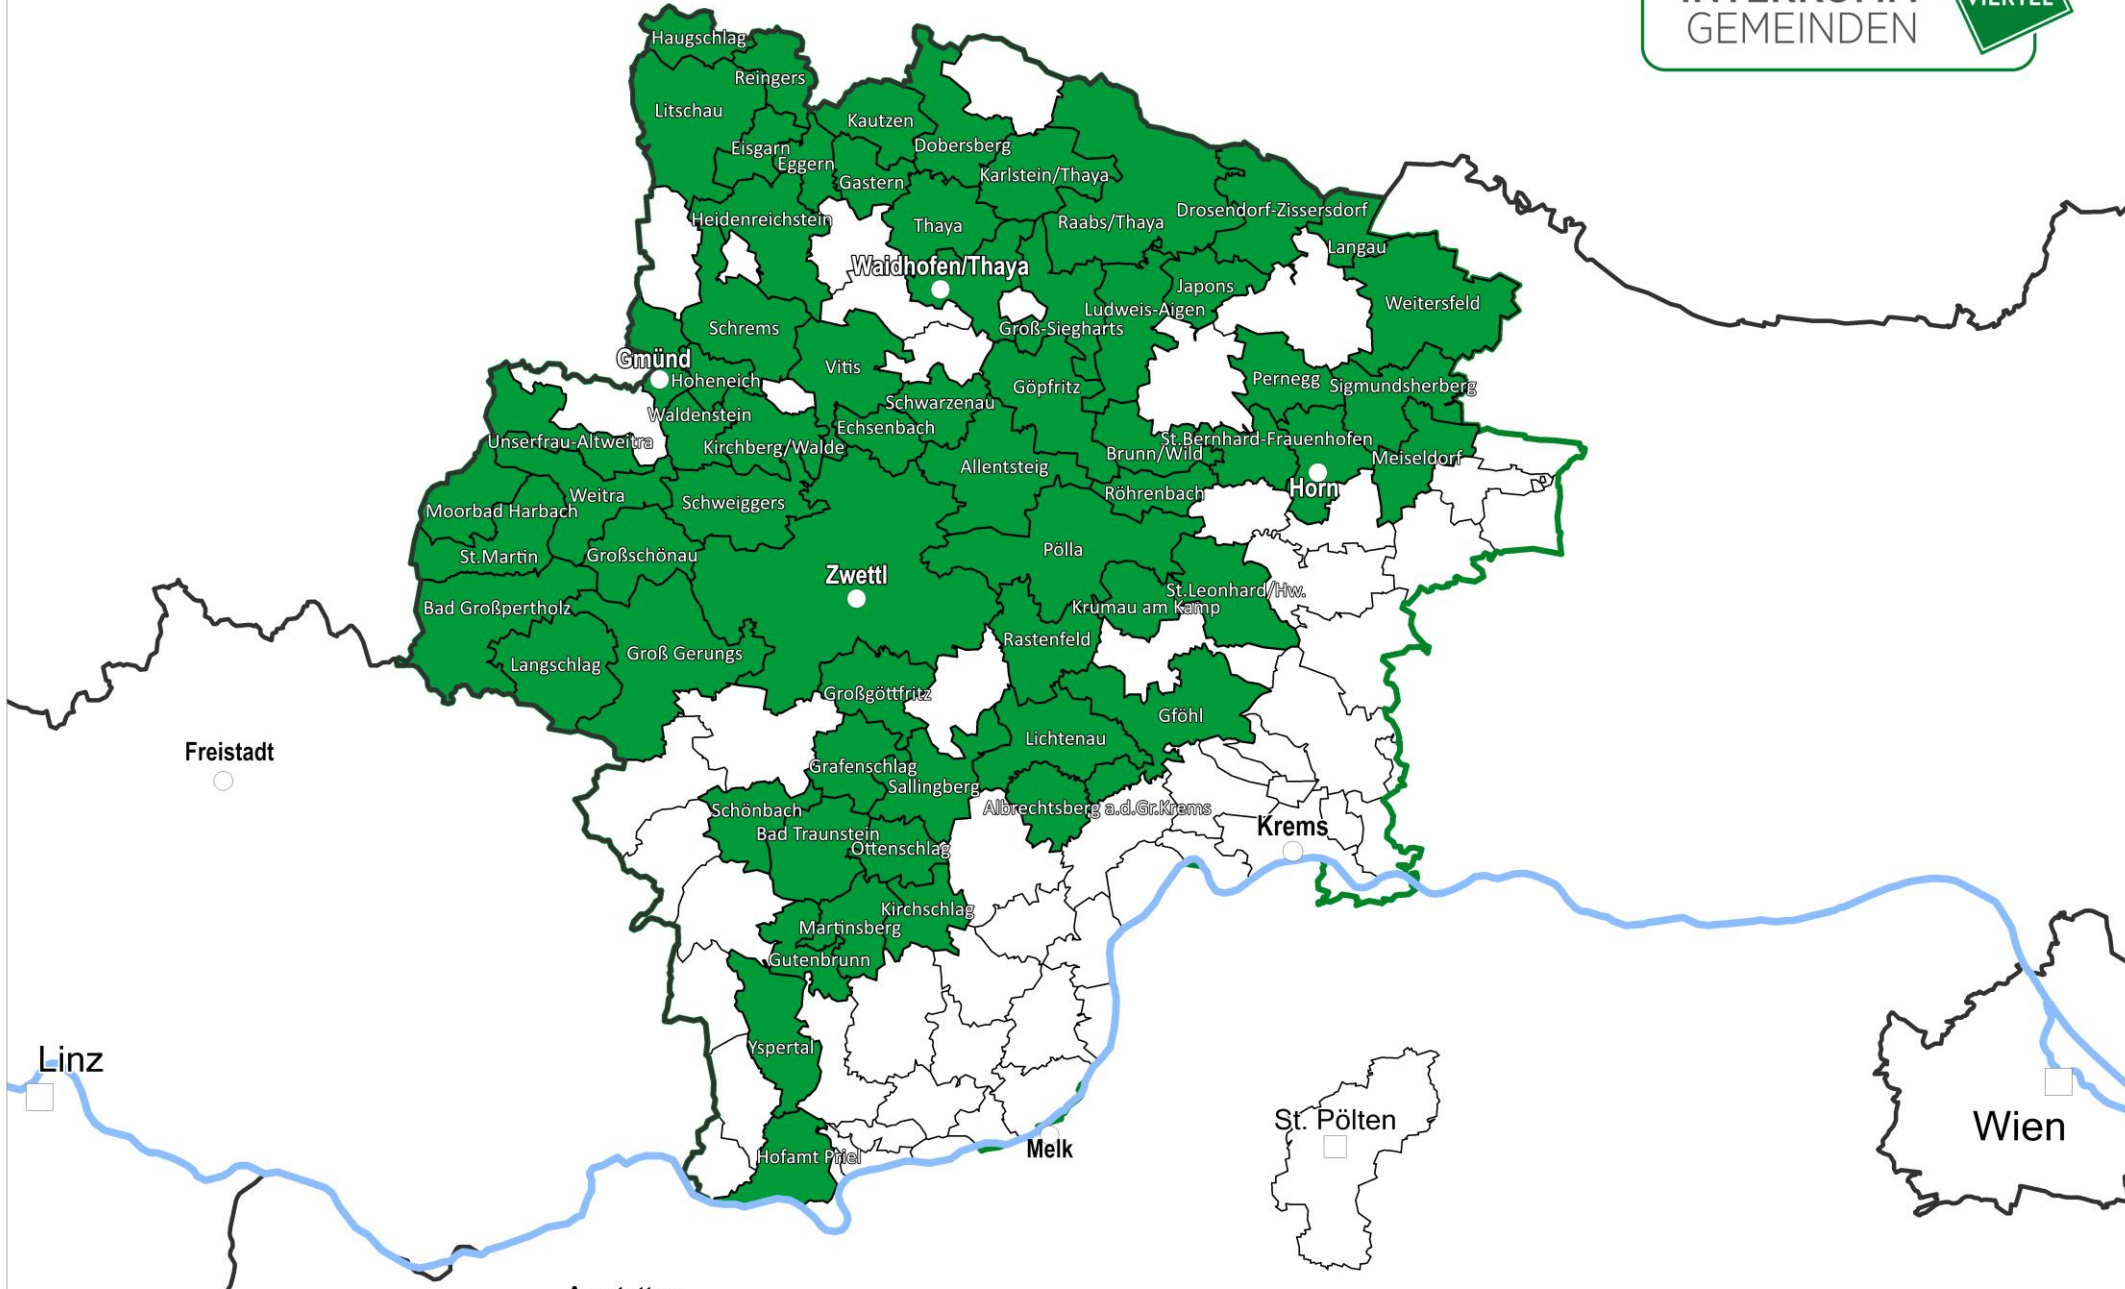 GEMEINDEN
VIERTEL
Haugschlag
Reingers
Litschau
Kautzen
Dobersberg
Eisgarn
Eggern
Gastern
Karlstein/Thaya
Heidenreichstein
Thaya
Raabs/Thaya
Drosendorf-Zissersdorf
Langau
Waidhofen/Thaya
Japons
Weitersfeld
Ludweis-Aigen
Schrems
Groß-Siegharts
Gmünd
Vitis
Hoheneich
Göpfritz
Pernegg
Sigmundsherberg
Schwarzenau
Waldenstein
Echsenbach
Unserfrau-Altweitra
Kirchberg/Walde
St.Bernhard-Frauenhofen
Brunn/Wild
Meiseldorf
Allentsteig
Horn
Röhrenbach
Weitra
Schweiggers
Moorbad Harbach
St.Martin
Großschönau
Pölla
Zwettl
St.Leonhard/Hw.
Bad Großpertholz
Krumau am Kamp
Rastenfeld
Langschlag
Groß Gerungs
Großgöttfritz
Gföhl
Lichtenau
Freistadt
Grafenschlag
Sallingberg
Schönbach
Albrechtsberg a.d.Gr.Krems
Bad Traunstein
Ottenschlag
Krems
Kirchschlag
Martinsberg
Gutenbrunn
Yspertal
Linz
St. Pölten
Wien
Melk
Hofamt Priel